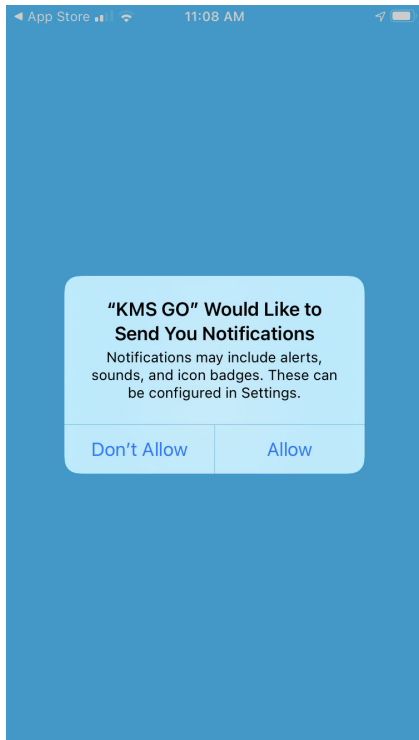 App Store 11:08 AM
“KMS GO” Would Like to
Send You Notifications
Notifications may include alerts,
sounds, and icon badges. These can
be configured in Settings.
Don’t Allow Allow